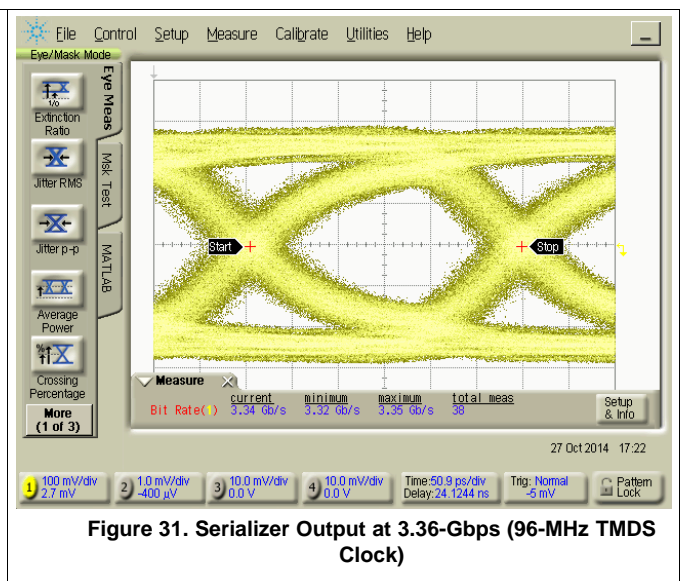 File Control Setup Measure Calibrate Utilities Help
Eye/Mask Mode
Extinction
Ratio
Jitter RMS
Jitter p-p
Average
Power
Crossing
Percentage
More
(1 of 3)
Eye Meas
Msk Test
MATLAB
Start
Stop
Measure
current minimum maximum total meas
Bit Rate(1) 3.34 Gb/s 3.32 Gb/s 3.35 Gb/s 38
Setup
& Info
27 Oct 2014 17:22
1 100 mV/div 2 1.0 mV/div 3 10.0 mV/div 4 10.0 mV/div Time:50.9 ps/div Trig: Normal Pattern
2.7 mV -400 µV 0.0 V 0.0 V Delay:24.1244 ns -5 mV Lock
Figure 31. Serializer Output at 3.36-Gbps (96-MHz TMDS
Clock)